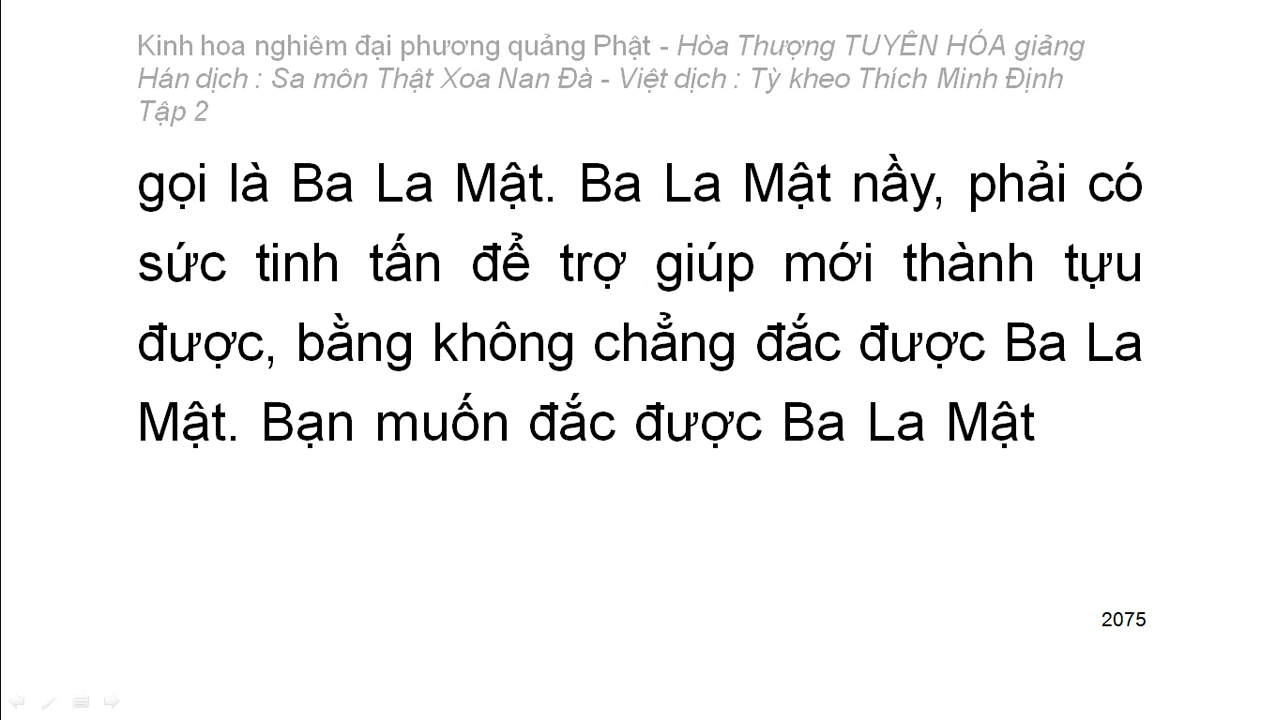 Kinh hoa nghiêm đại phương quảng Phật - Hòa Thượng TUYÊN HÓA giảng
Hán dịch : Sa môn Thật Xoa Nan Đà - Việt dịch : Tỳ kheo Thích Minh Định
Tập 2
gọi là Ba La Mật. Ba La Mật nầy, phải có
sức tinh tấn để trợ giúp mới thành tựu
được, bằng không chẳng đắc được Ba La
Mật. Bạn muốn đắc được Ba La Mật
2075